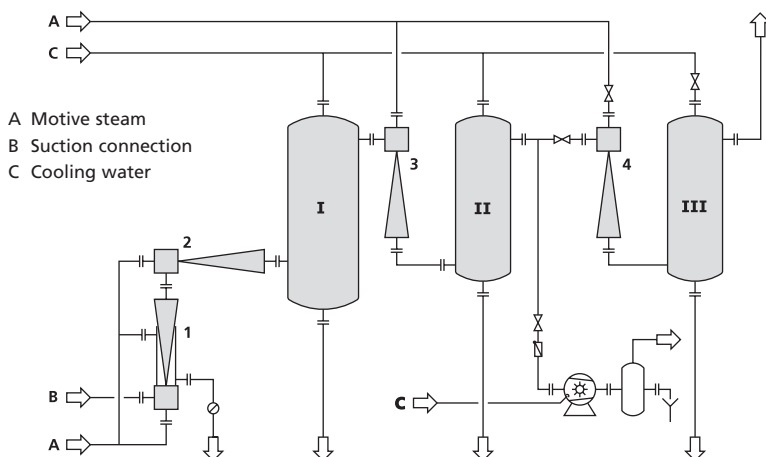 A
C
A Motive steam
B Suction connection
C Cooling water
I
3
II
4
III
2
1
B
C
A